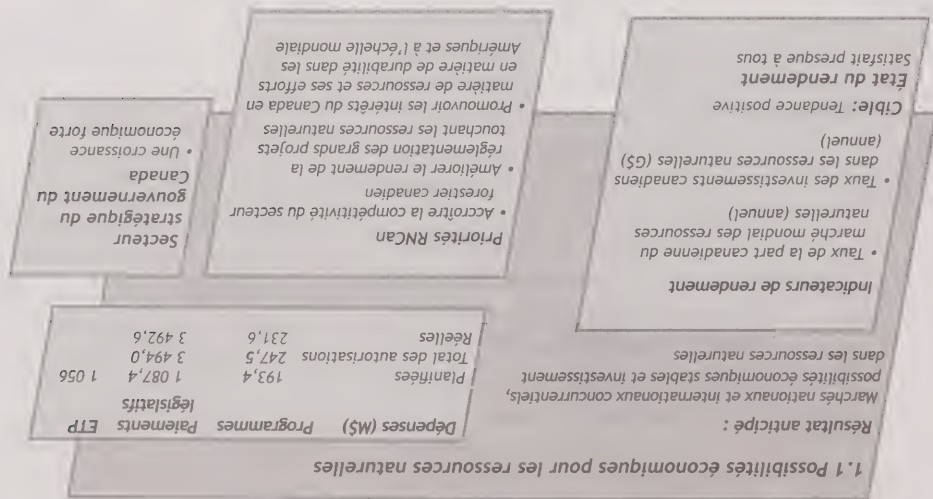 1.1 Possibilités économiques pour les ressources naturelles
Résultat anticipé :
Marchés nationaux et internationaux concurrentiels,
possibilités économiques stables et investissement
dans les ressources naturelles
Dépenses (M$) Programmes Paiements législatifs ETP
Planifiées 193,4 1 087,4 1 056
Total des autorisations 247,5 3 494,0
Réelles 231,6 3 492,6
Indicateurs de rendement
• Taux de la part canadienne du
marché mondial des ressources
naturelles (annuel)
• Taux des investissements canadiens
dans les ressources naturelles (G$)
(annuel)
Cible: Tendance positive
État du rendement
Satisfait presque à tous
Priorités RNCan
• Accroître la compétitivité du secteur
forestier canadien
• Améliorer le rendement de la
réglementation des grands projets
touchant les ressources naturelles
• Promouvoir les intérêts du Canada en
matière de ressources et ses efforts
en matière de durabilité dans les
Amériques et à l'échelle mondiale
Secteur
stratégique du
gouvernement du
Canada
• Une croissance
économique forte